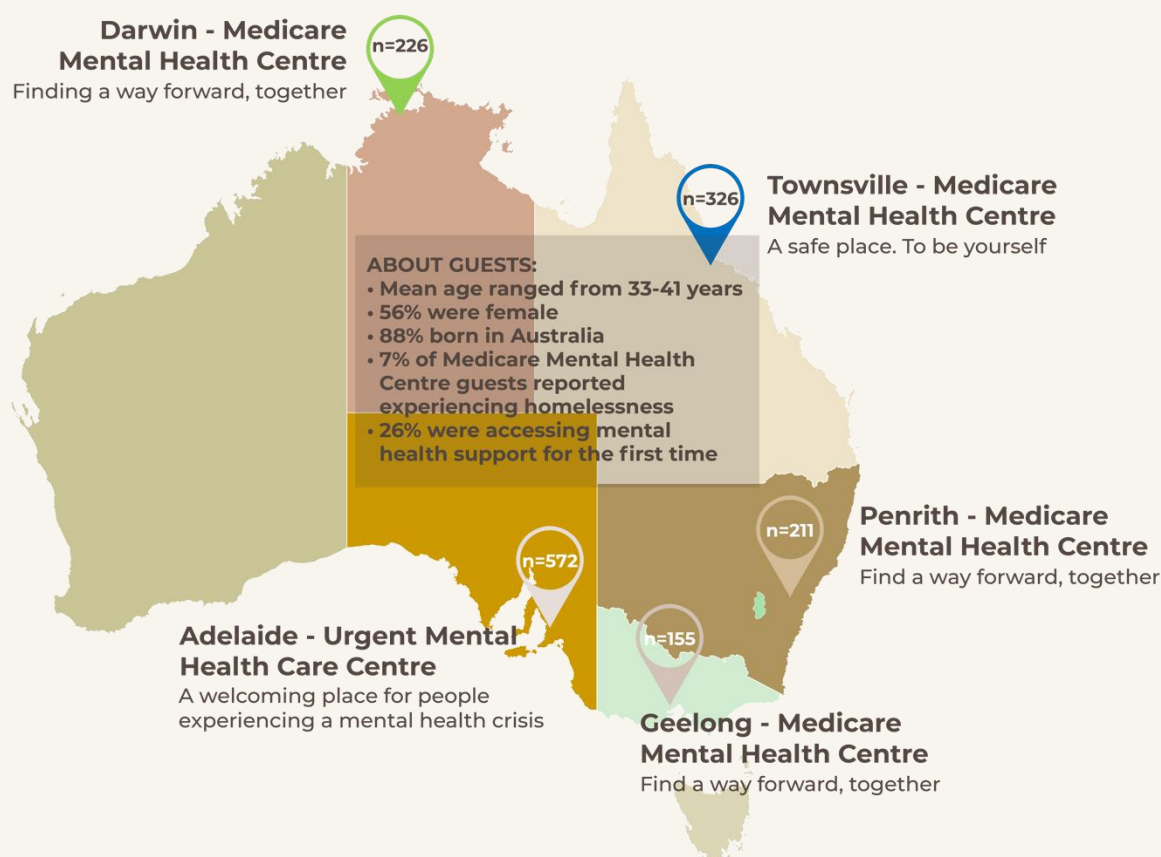 Darwin - Medicare
Mental Health Centre
Finding a way forward, together
n=226
n=326
Townsville - Medicare
Mental Health Centre
A safe place. To be yourself
ABOUT GUESTS:
• Mean age ranged from 33-41 years
• 56% were female
• 88% born in Australia
• 7% of Medicare Mental Health
Centre guests reported
experiencing homelessness
• 26% were accessing mental
health support for the first time
n=211
Penrith - Medicare
Mental Health Centre
Find a way forward, together
n=572
Adelaide - Urgent Mental
Health Care Centre
A welcoming place for people
experiencing a mental health crisis
n=155
Geelong - Medicare
Mental Health Centre
Find a way forward, together